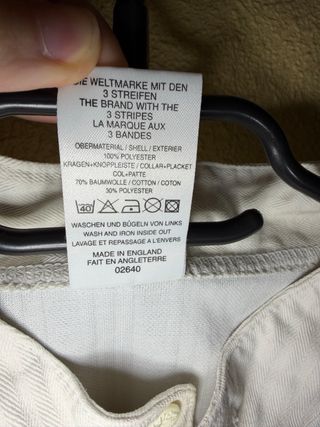 DIE WELTMARKE MIT DEN
3 STREIFEN
THE BRAND WITH THE
3 STRIPES
LA MARQUE AUX
3 BANDES
OBERMATERIAL / SHELL / EXTERIER
100% POLYESTER
KRAGEN+KNOPPLEISTE / COLLAR+PLACKET
COL+PATTE
70% BAUMWOLLE / COTTON / COTON
30% POLYESTER
40
WASCHEN UND BÜGELN VON LINKS
WASH AND IRON INSIDE OUT
LAVAGE ET REPASSAGE A L'ENVERS
MADE IN ENGLAND
FAIT EN ANGLETERRE
02640